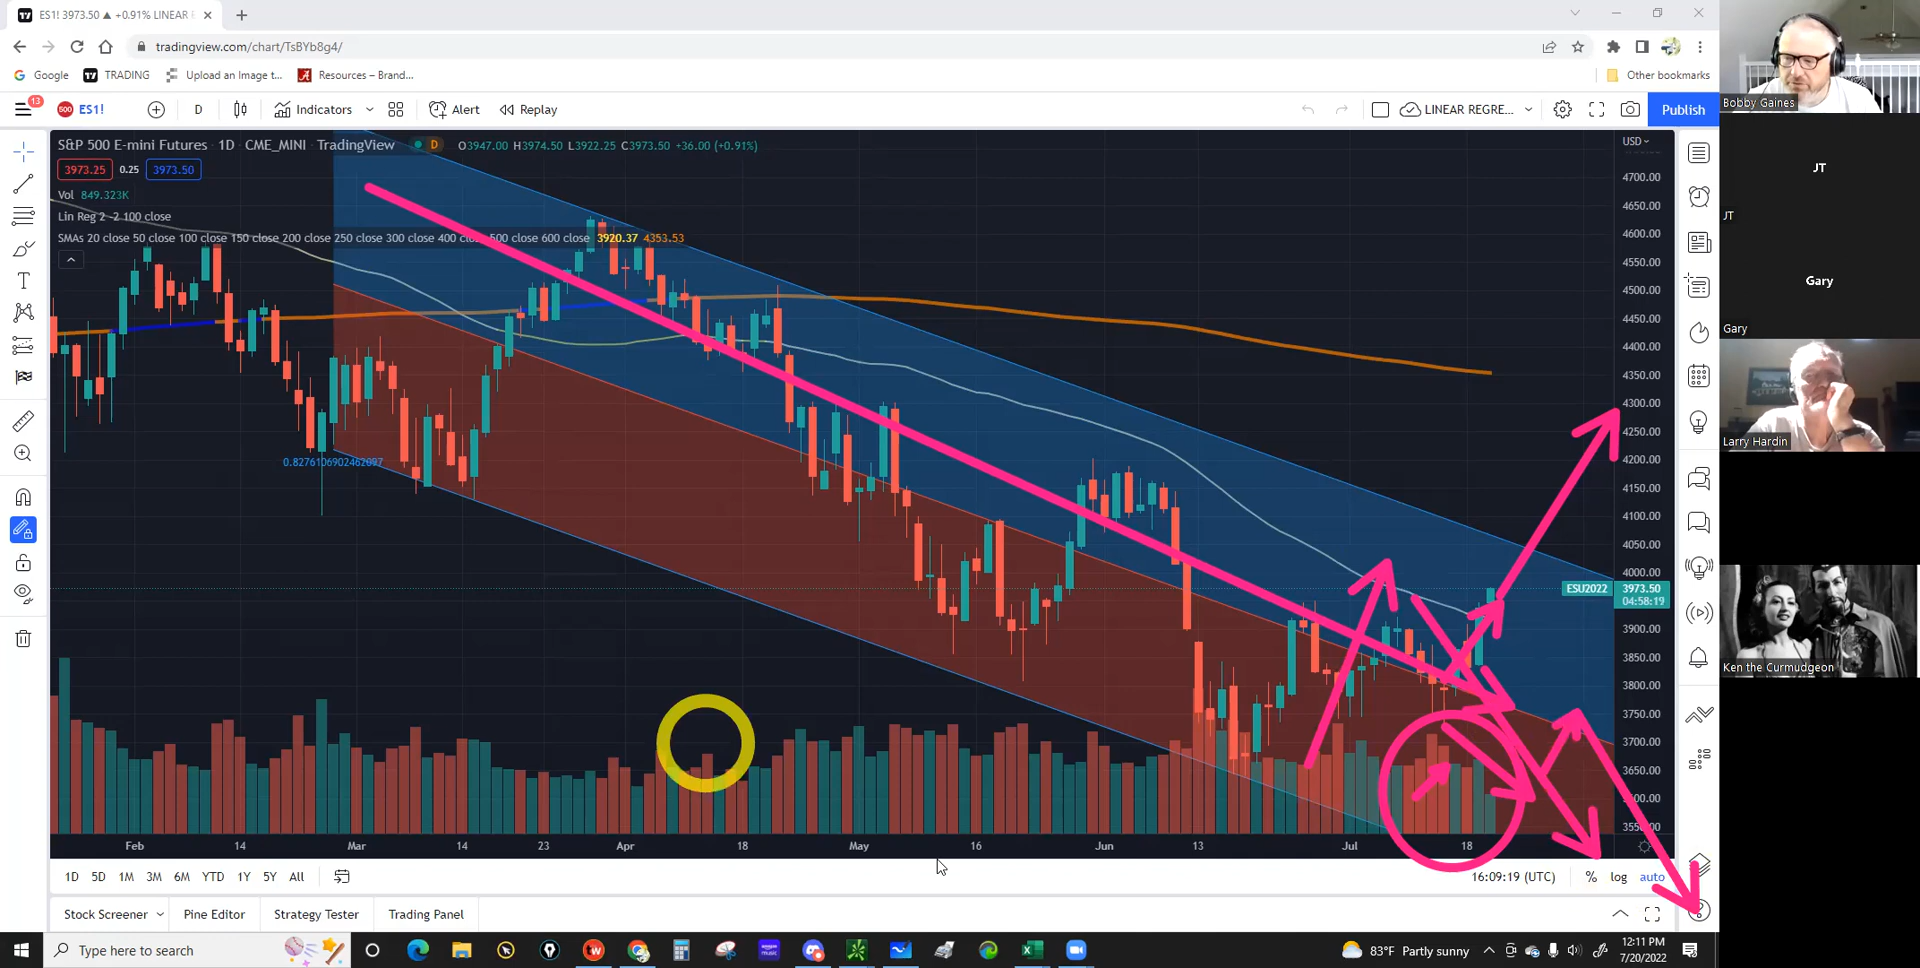 ES1! 3973.50 ▲ +0.91% LINEAR
tradingview.com/chart/TsBYb8g4/
Google
TRADING
Upload an Image t...
Resources – Brand...
Other bookmarks
13
500
ES1!
D
Indicators
Alert
Replay
LINEAR REGRE...
Publish
S&P 500 E-mini Futures · 1D · CME_MINI · TradingView
D
O3947.00 H3974.50 L3922.25 C3973.50 +36.00 (+0.91%)
3973.25
0.25
3973.50
Vol 849.323K
Lin Reg 2 -2 100 close
SMAs 20 close 50 close 100 close 150 close 200 close 250 close 300 close 400 close 500 close 600 close 3920.37 4353.53
0.8276106902462097
USD
4700.00
4650.00
4600.00
4550.00
4500.00
4450.00
4400.00
4350.00
4300.00
4250.00
4200.00
4150.00
4100.00
4050.00
4000.00
ESU2022
3973.50
04:58:19
3900.00
3850.00
3800.00
3750.00
3700.00
3650.00
3600.00
Feb
14
Mar
14
23
Apr
18
May
16
Jun
13
Jul
18
1D
5D
1M
3M
6M
YTD
1Y
5Y
All
16:09:19 (UTC)
%
log
auto
Stock Screener
Pine Editor
Strategy Tester
Trading Panel
Type here to search
83°F Partly sunny
12:11 PM
7/20/2022
Bobby Gaines
JT
JT
Gary
Gary
Larry Hardin
Ken the Curmudgeon